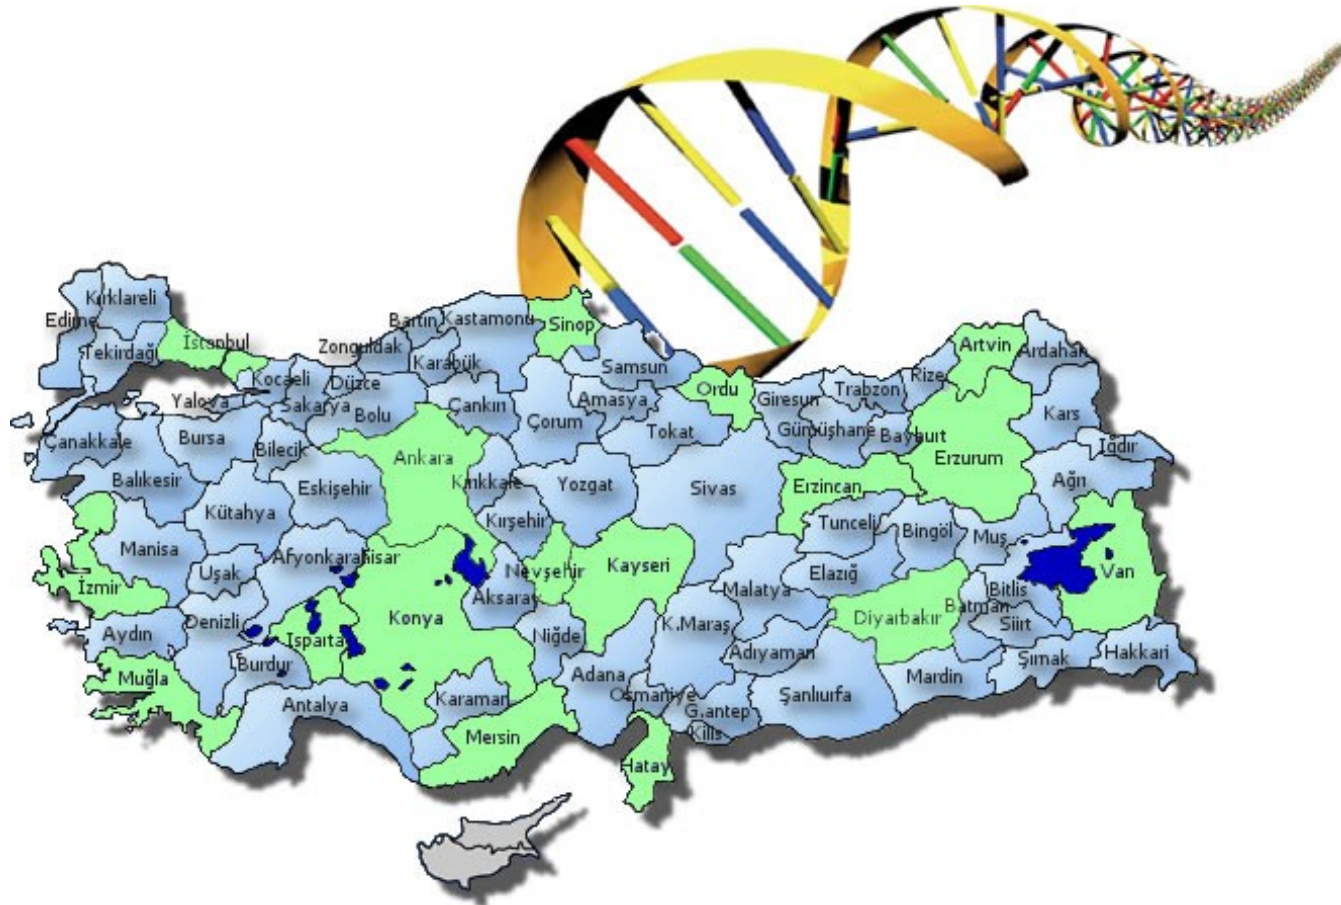 Kırklareli
Edirne
Tekirdağ
İstanbul
Kocaeli
Yalova
Sakarya
Düzce
Zonguldak
Bartın
Karabük
Kastamonu
Sinop
Samsun
Ordu
Giresun
Trabzon
Rize
Artvin
Ardahan
Çanakkale
Bursa
Bilecik
Bolu
Çankırı
Çorum
Amasya
Tokat
Gümüşhane
Bayburt
Erzurum
Kars
Iğdır
Balıkesir
Kütahya
Eskişehir
Ankara
Kırıkkale
Yozgat
Sivas
Erzincan
Ağrı
Manisa
Uşak
Afyonkarahisar
Kırşehir
Nevşehir
Kayseri
Tunceli
Bingöl
Muş
İzmir
Aksaray
Malatya
Elazığ
Bitlis
Van
Aydın
Denizli
Isparta
Konya
Niğde
K.Maraş
Adıyaman
Diyarbakır
Batman
Siirt
Muğla
Burdur
Antalya
Karaman
Adana
Osmaniye
G.antep
Kilis
Şanlıurfa
Mardin
Şırnak
Hakkari
Mersin
Hatay